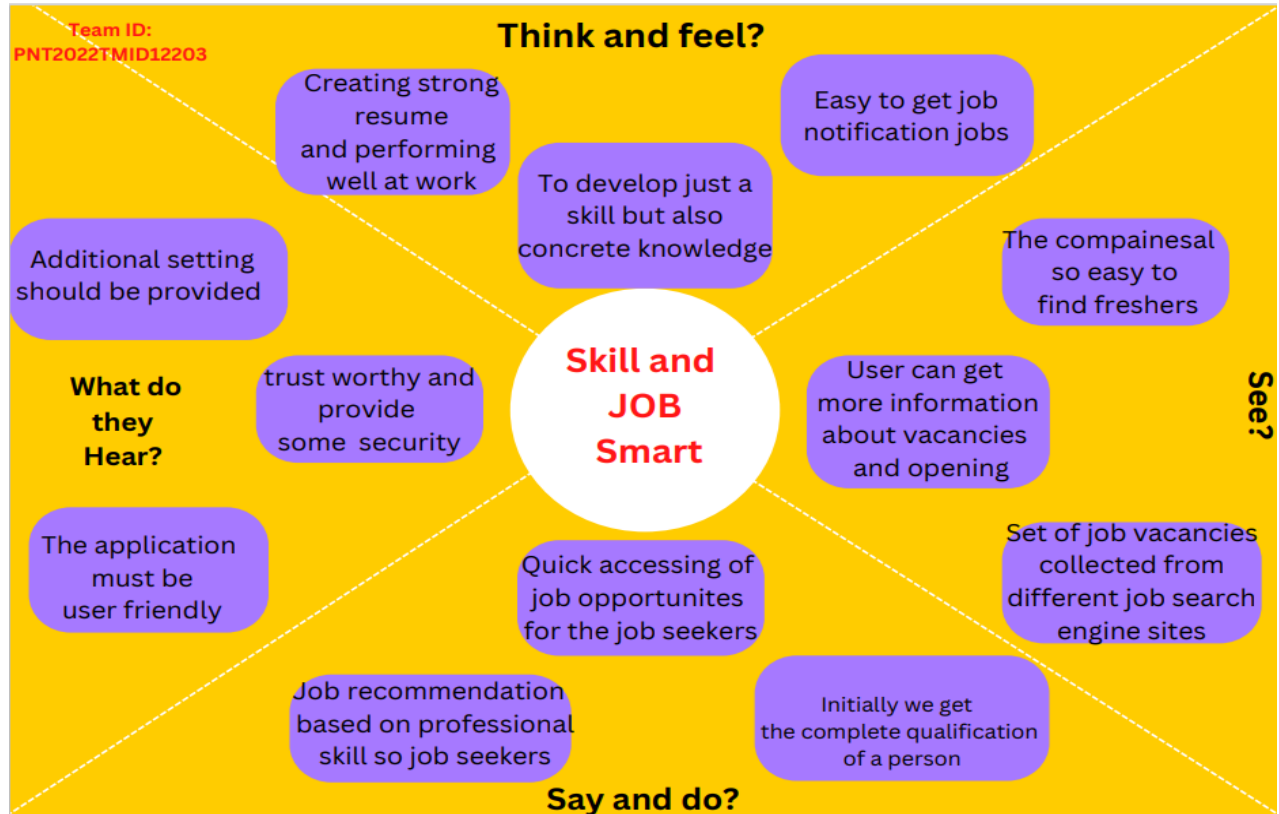 Team ID:
PNT2022TMID12203
Think and feel?
Creating strong
resume
and performing
well at work
To develop just a
skill but also
concrete knowledge
Easy to get job
notification jobs
Additional setting
should be provided
What do
they
Hear?
trust worthy and
provide
some security
The application
must be
user friendly
Skill and
JOB
Smart
The compainesal
so easy to
find freshers
User can get
more information
about vacancies
and opening
See?
Set of job vacancies
collected from
different job search
engine sites
Quick accessing of
job opportunites
for the job seekers
Job recommendation
based on professional
skill so job seekers
Initially we get
the complete qualification
of a person
Say and do?